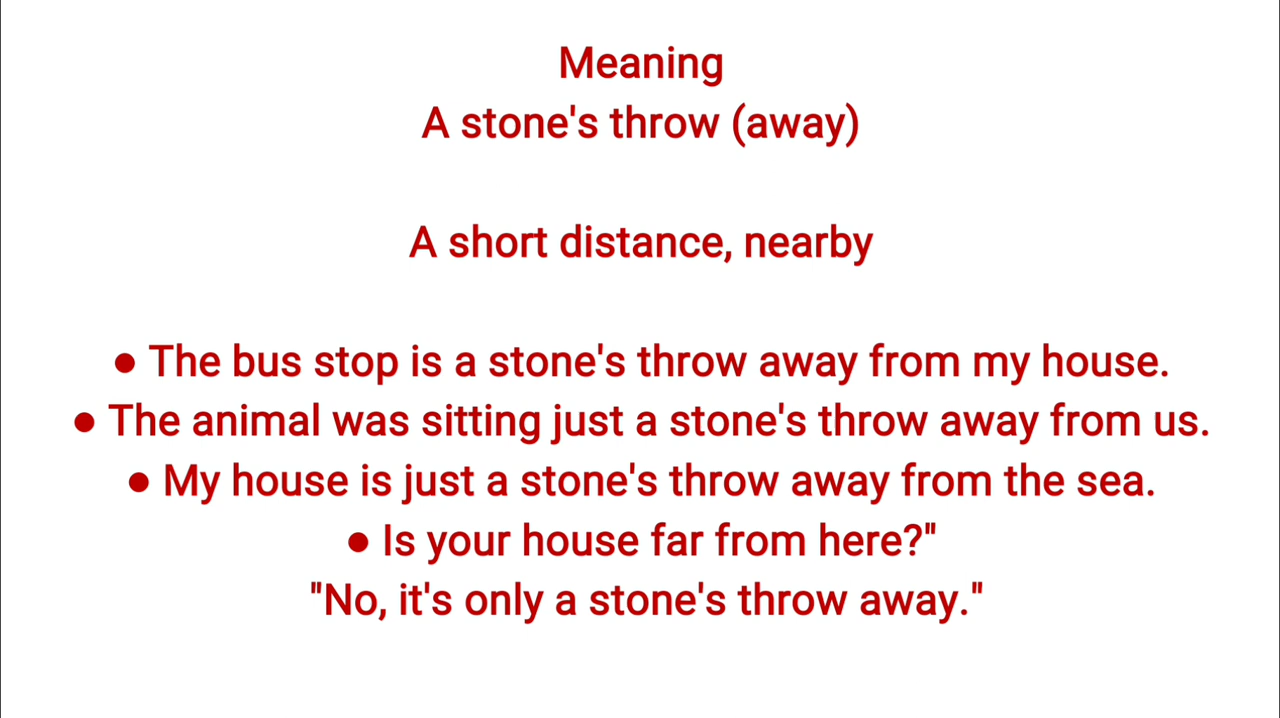 Meaning
A stone's throw (away)
A short distance, nearby
● The bus stop is a stone's throw away from my house.
● The animal was sitting just a stone's throw away from us.
● My house is just a stone's throw away from the sea.
● Is your house far from here?"
"No, it's only a stone's throw away."